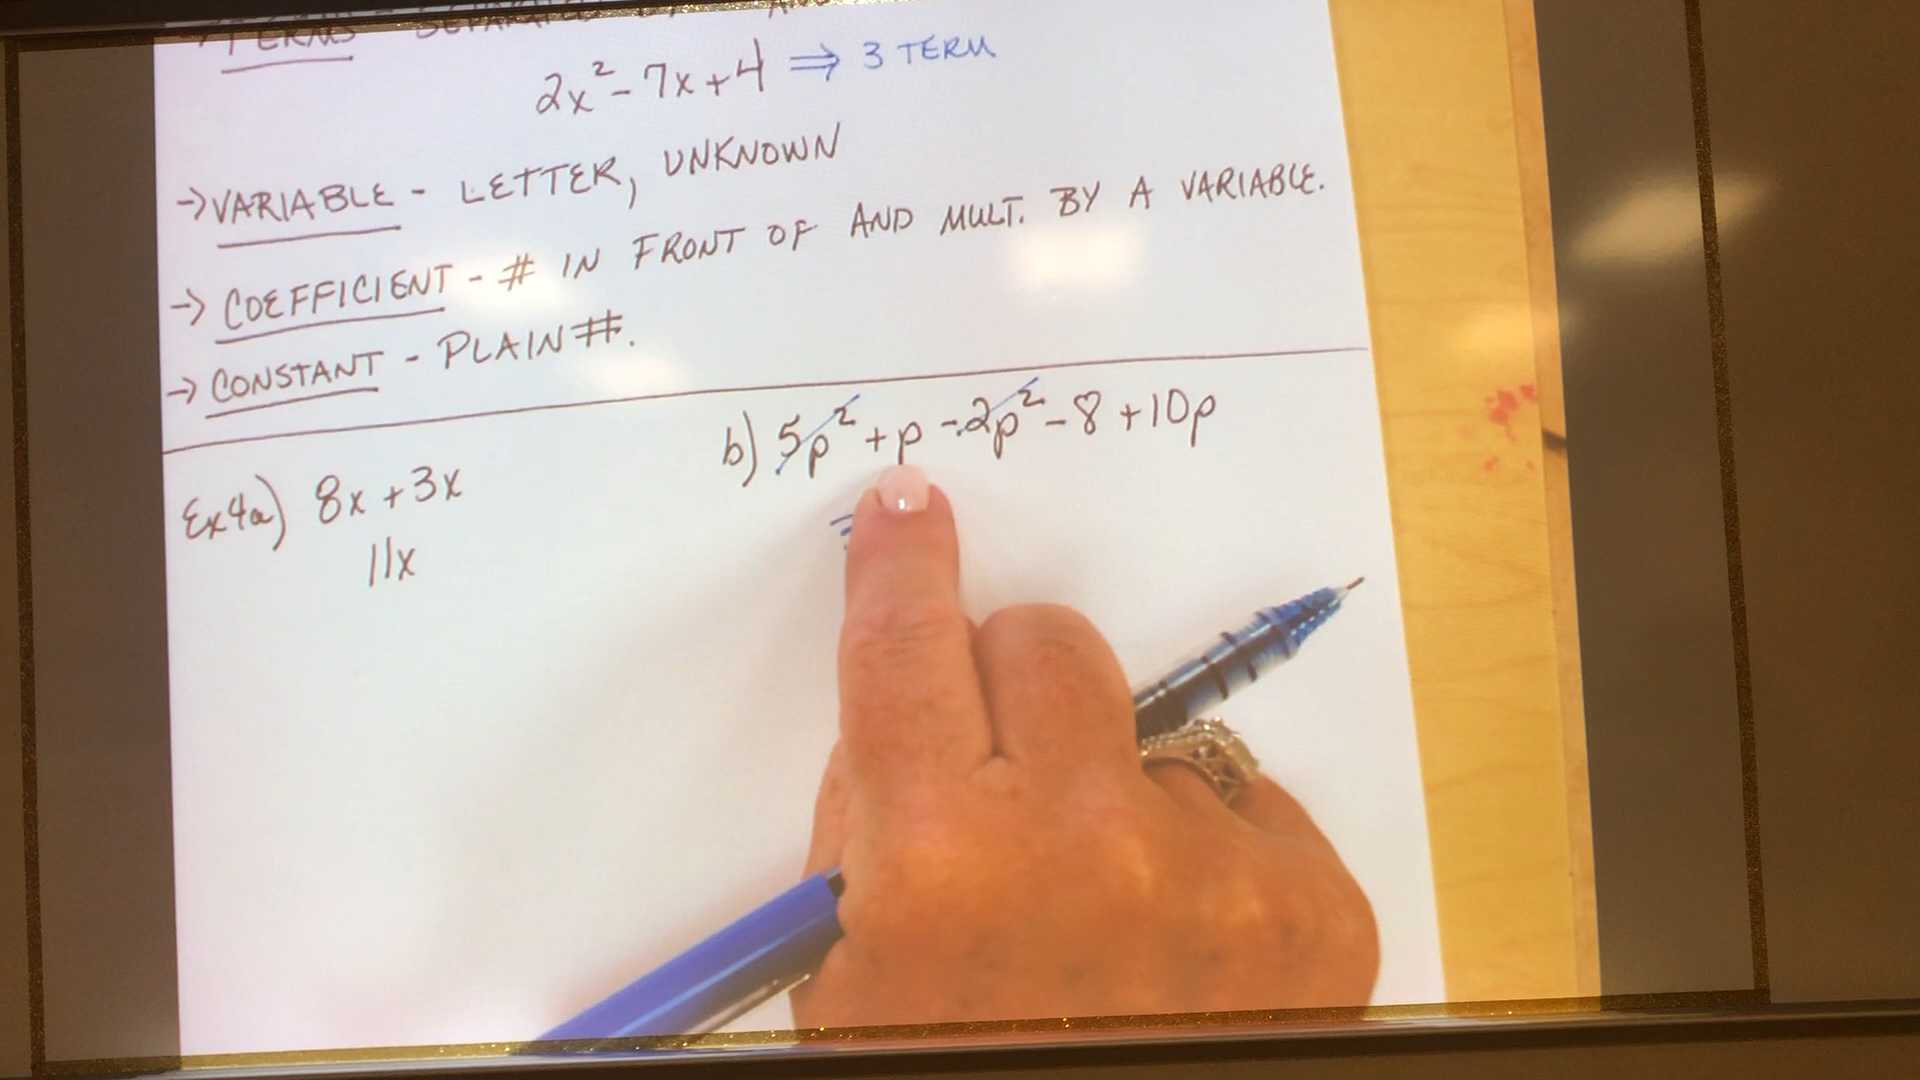 → TERMS - 
2x² - 7x + 4 ⇒ 3 TERM
→ VARIABLE - LETTER, UNKNOWN
→ COEFFICIENT - # IN FRONT OF AND MULT. BY A VARIABLE.
→ CONSTANT - PLAIN #.
Ex4a) 8x + 3x
11x
b) 5p² + p - 2p² - 8 + 10p